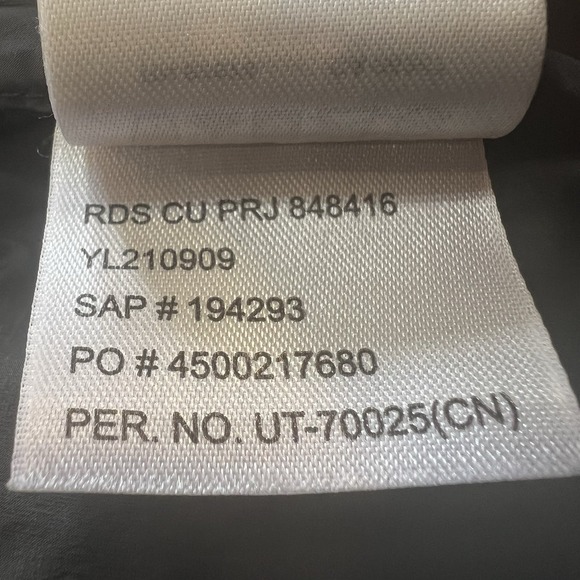 RDS CU PRJ 848416
YL210909
SAP # 194293
PO # 4500217680
PER. NO. UT-70025(CN)